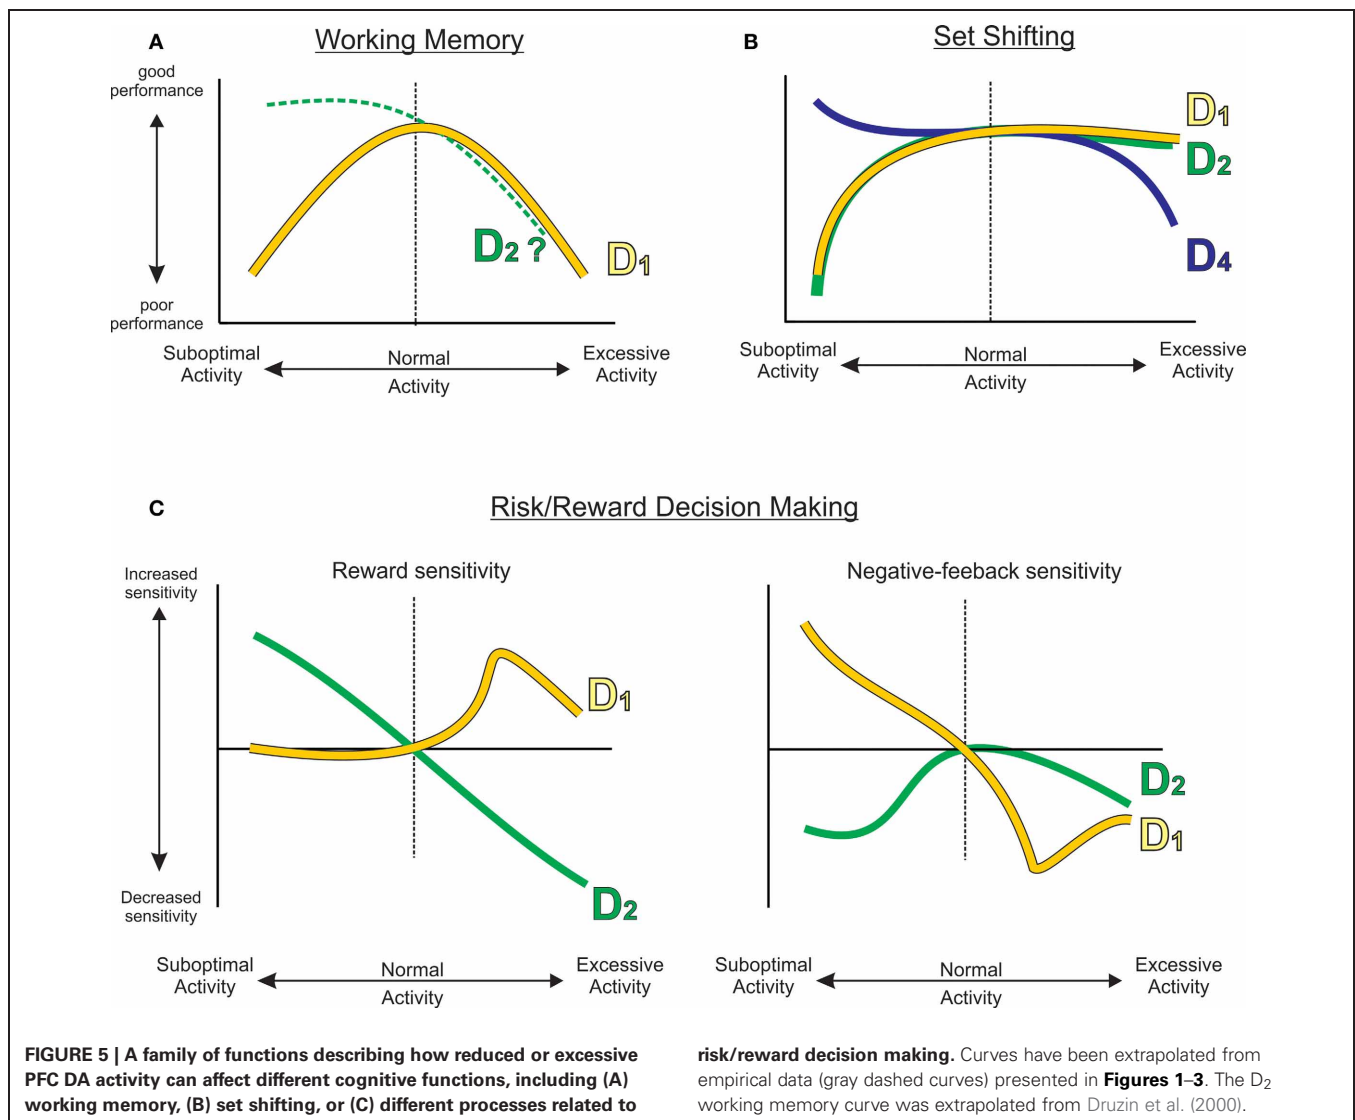 A
Working Memory
good
performance
poor
performance
D2 ?
D1
Suboptimal
Activity
Normal
Activity
Excessive
Activity
B
Set Shifting
D1
D2
D4
Suboptimal
Activity
Normal
Activity
Excessive
Activity
C
Risk/Reward Decision Making
Increased
sensitivity
Decreased
sensitivity
Reward sensitivity
D1
D2
Suboptimal
Activity
Normal
Activity
Excessive
Activity
Negative-feeback sensitivity
D2
D1
Suboptimal
Activity
Normal
Activity
Excessive
Activity
FIGURE 5 | A family of functions describing how reduced or excessive
PFC DA activity can affect different cognitive functions, including (A)
working memory, (B) set shifting, or (C) different processes related to
risk/reward decision making. Curves have been extrapolated from
empirical data (gray dashed curves) presented in Figures 1–3. The D2
working memory curve was extrapolated from Druzin et al. (2000).